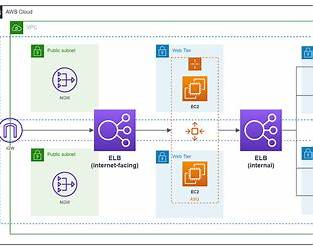 AWS Cloud
VPC
Public subnet
NGW
Web Tier
EC2
IGW
ELB
(internet-facing)
ELB
(internal)
Public subnet
NGW
Web Tier
EC2
ASG